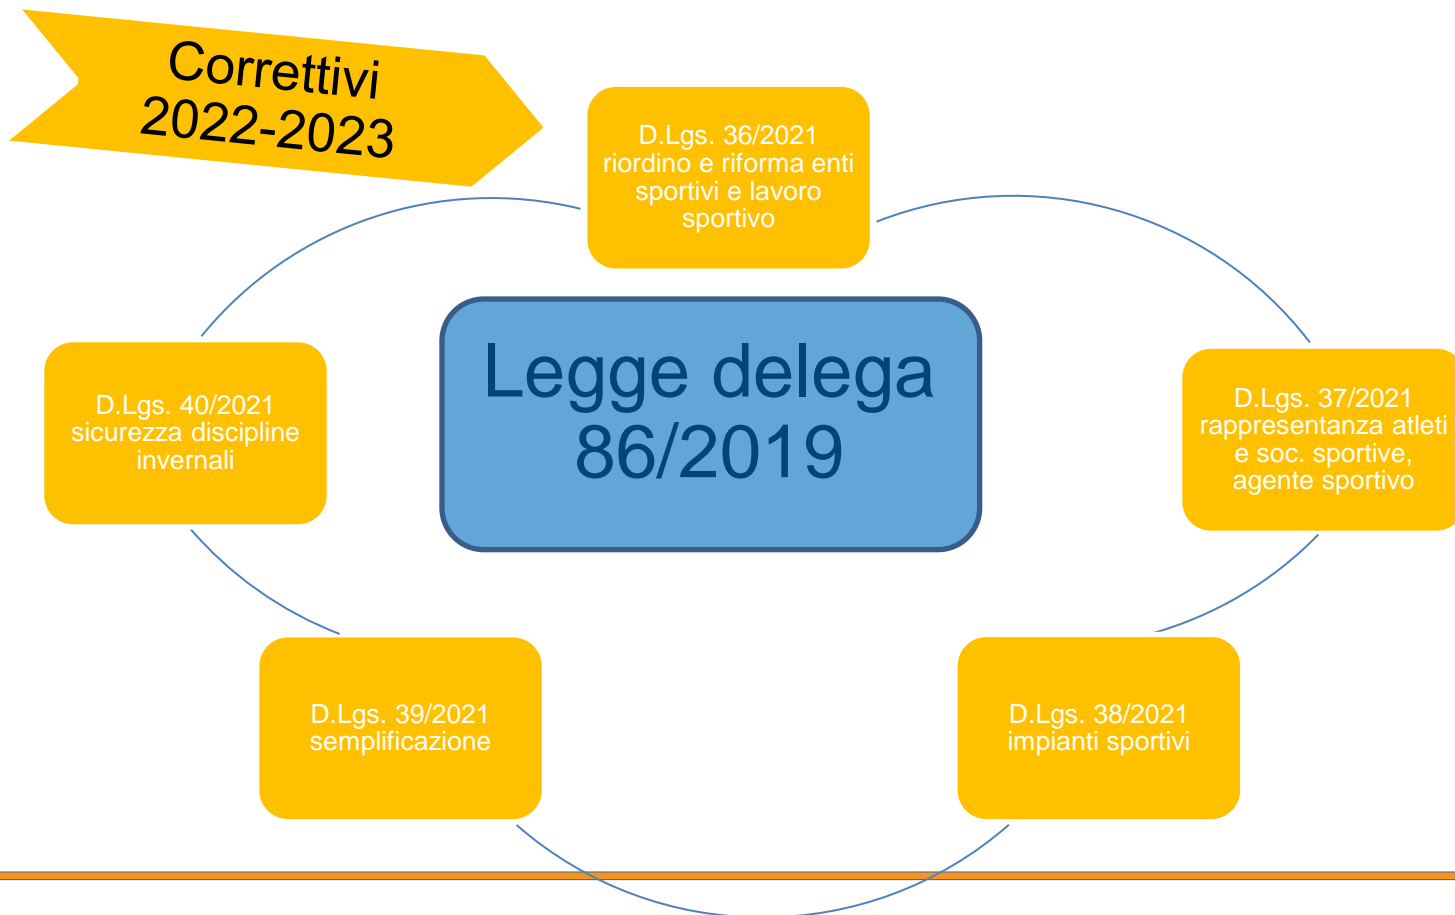 Correttivi
2022-2023
D.Lgs. 36/2021
riordino e riforma enti
sportivi e lavoro
sportivo
Legge delega
86/2019
D.Lgs. 37/2021
rappresentanza atleti
e soc. sportive,
agente sportivo
D.Lgs. 38/2021
impianti sportivi
D.Lgs. 39/2021
semplificazione
D.Lgs. 40/2021
sicurezza discipline
invernali